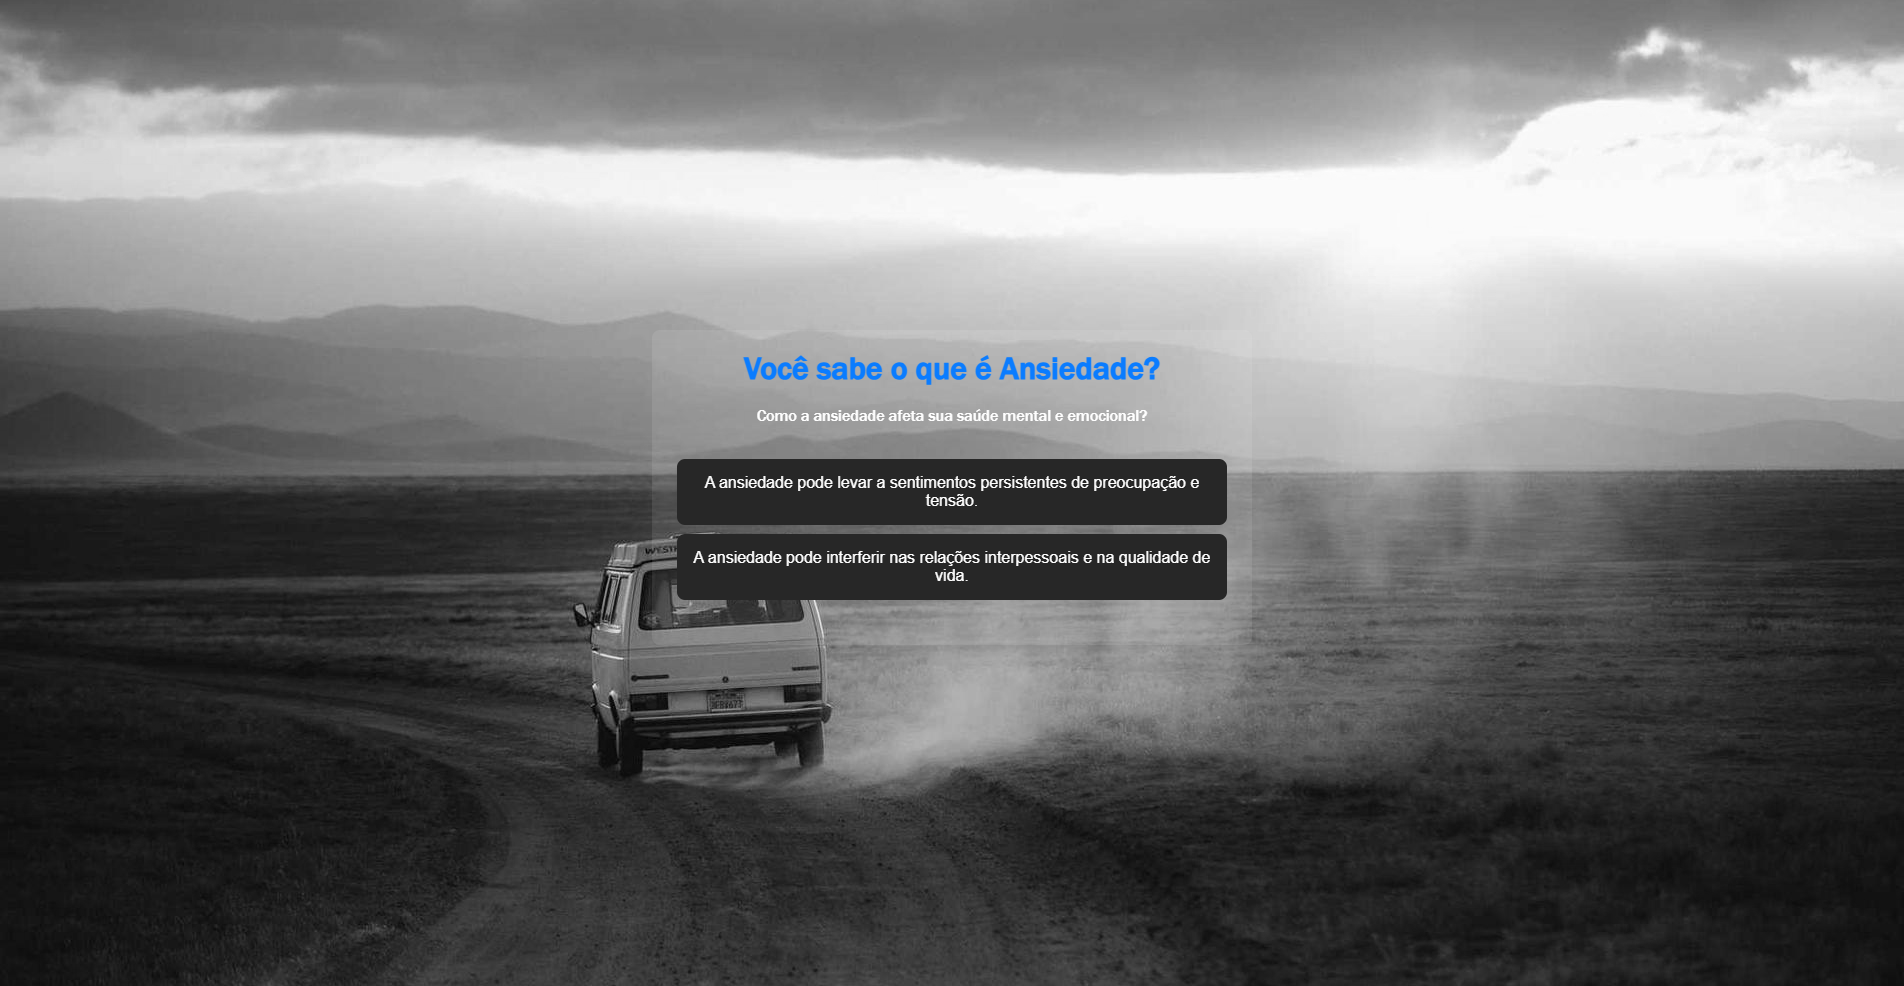 Você sabe o que é Ansiedade?
Como a ansiedade afeta sua saúde mental e emocional?
A ansiedade pode levar a sentimentos persistentes de preocupação e
tensão.
A ansiedade pode interferir nas relações interpessoais e na qualidade de
vida.